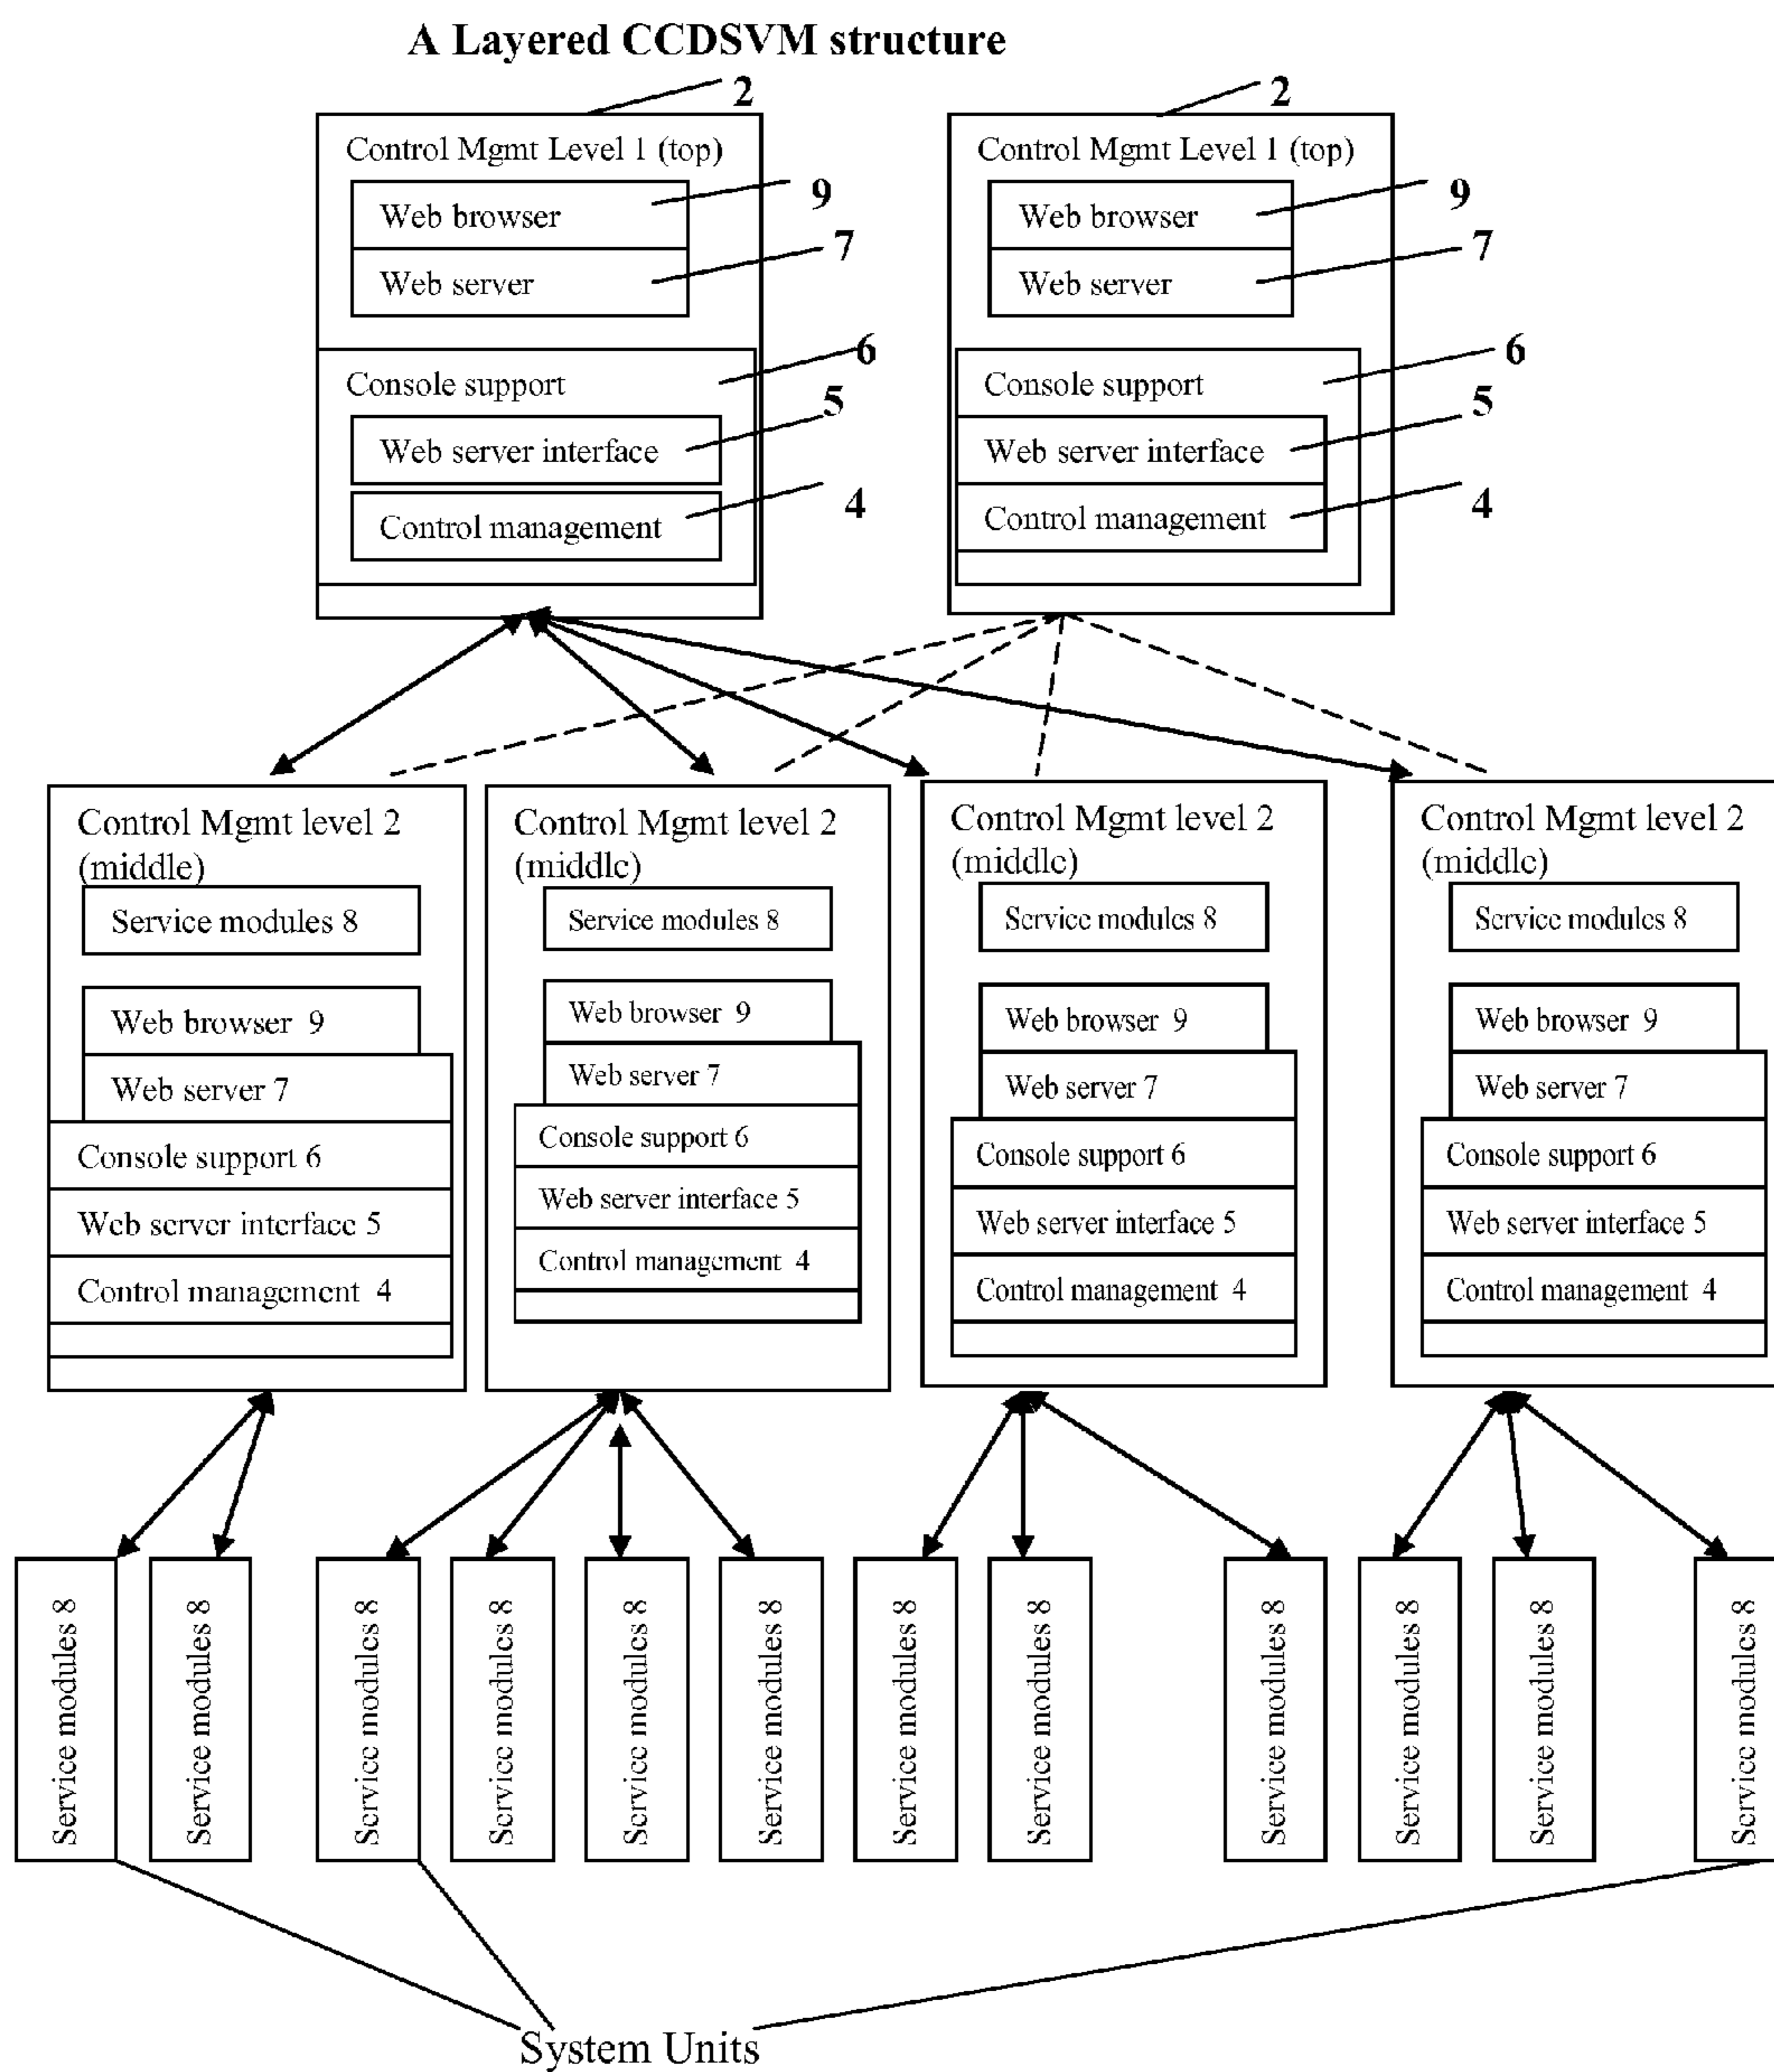 A Layered CCDSVM structure
2
Control Mgmt Level 1 (top)
Web browser
9
Web server
7
Console support
6
Web server interface
5
Control management
4
2
Control Mgmt Level 1 (top)
Web browser
9
Web server
7
Console support
6
Web server interface
5
Control management
4
Control Mgmt level 2
(middle)
Service modules 8
Web browser 9
Web server 7
Console support 6
Web server interface 5
Control management 4
Control Mgmt level 2
(middle)
Service modules 8
Web browser 9
Web server 7
Console support 6
Web server interface 5
Control management 4
Control Mgmt level 2
(middle)
Service modules 8
Web browser 9
Web server 7
Console support 6
Web server interface 5
Control management 4
Control Mgmt level 2
(middle)
Service modules 8
Web browser 9
Web server 7
Console support 6
Web server interface 5
Control management 4
Service modules 8
Service modules 8
Service modules 8
Service modules 8
Service modules 8
Service modules 8
Service modules 8
Service modules 8
Service modules 8
Service modules 8
Service modules 8
Service modules 8
System Units